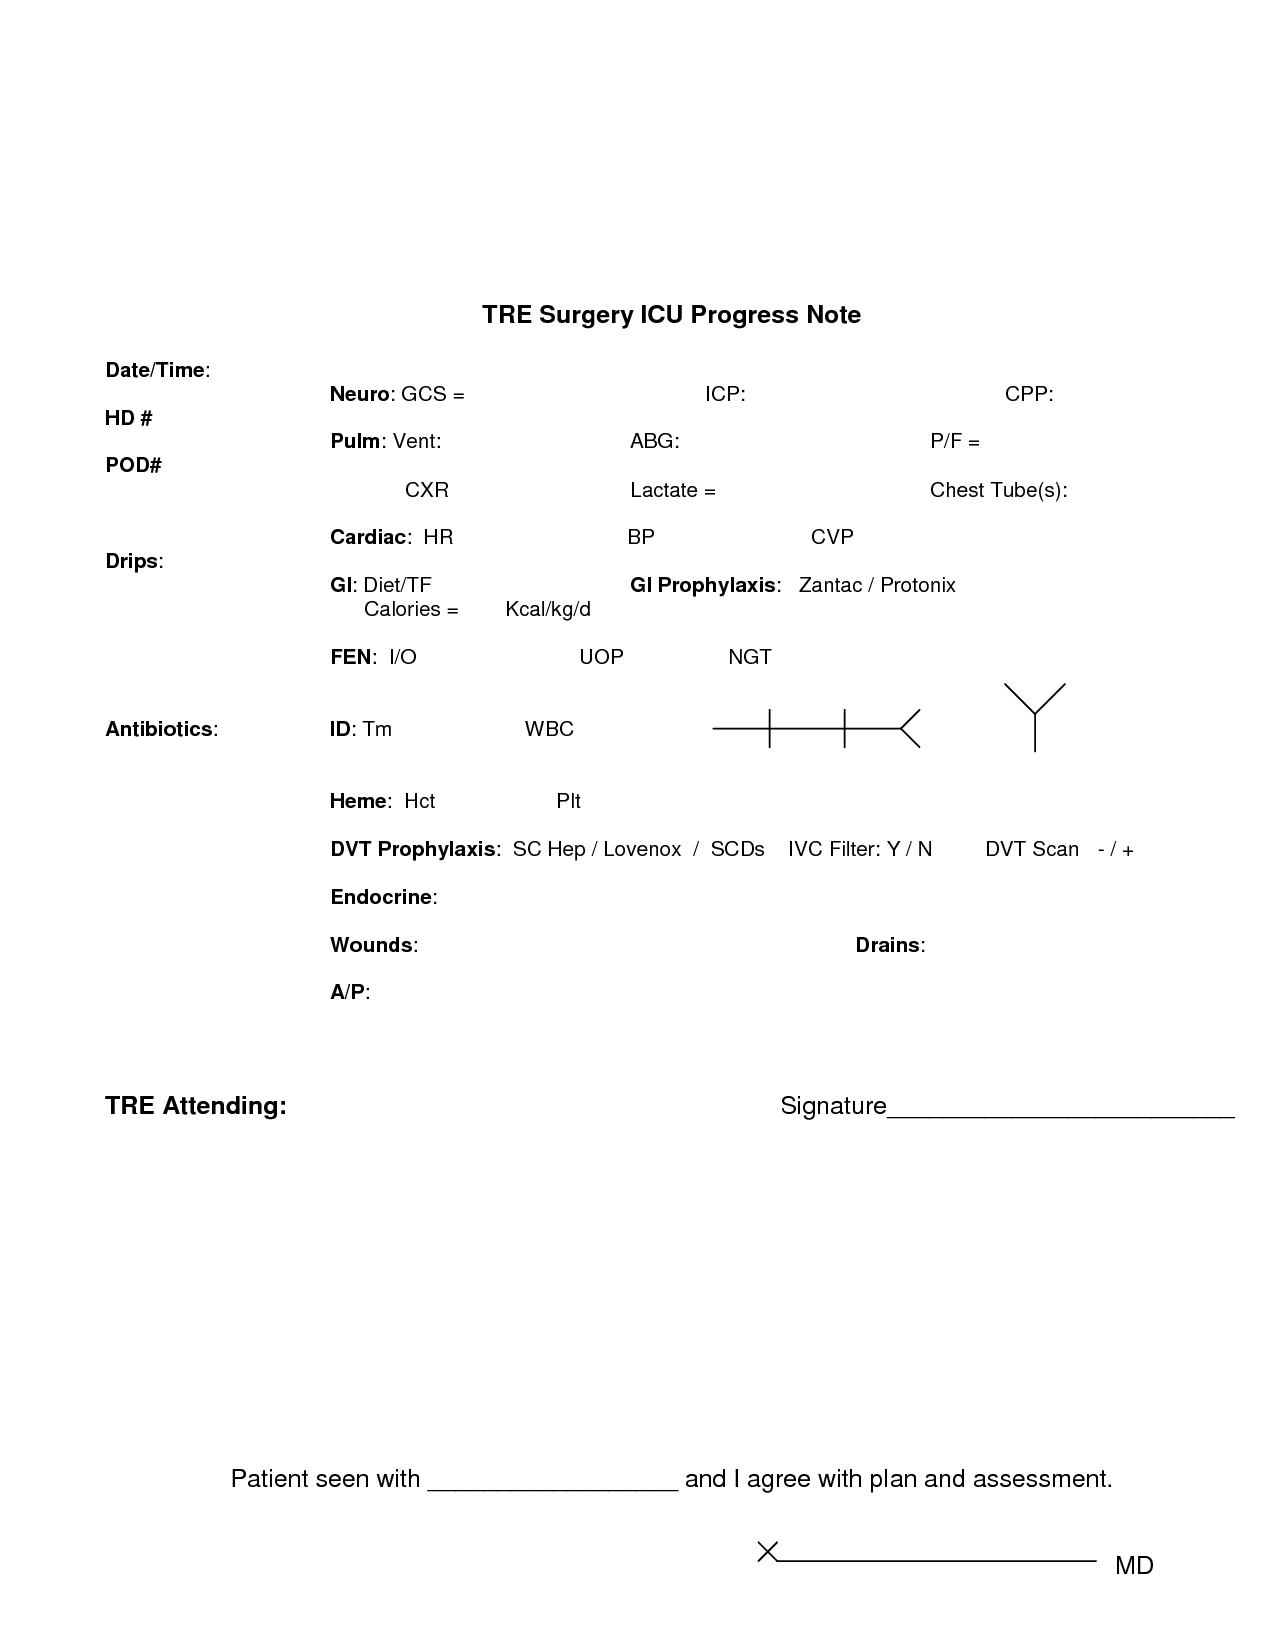 TRE Surgery ICU Progress Note
Date/Time:
Neuro: GCS = ICP: CPP:
HD #
Pulm: Vent: ABG: P/F =
POD#
CXR Lactate = Chest Tube(s):
Cardiac: HR BP CVP
Drips:
GI: Diet/TF GI Prophylaxis: Zantac / Protonix
Calories = Kcal/kg/d
FEN: I/O UOP NGT
Antibiotics: ID: Tm WBC
Heme: Hct Plt
DVT Prophylaxis: SC Hep / Lovenox / SCDs IVC Filter: Y / N DVT Scan - / +
Endocrine:
Wounds: Drains:
A/P:
TRE Attending: Signature_________________________
Patient seen with __________________ and I agree with plan and assessment.
X MD